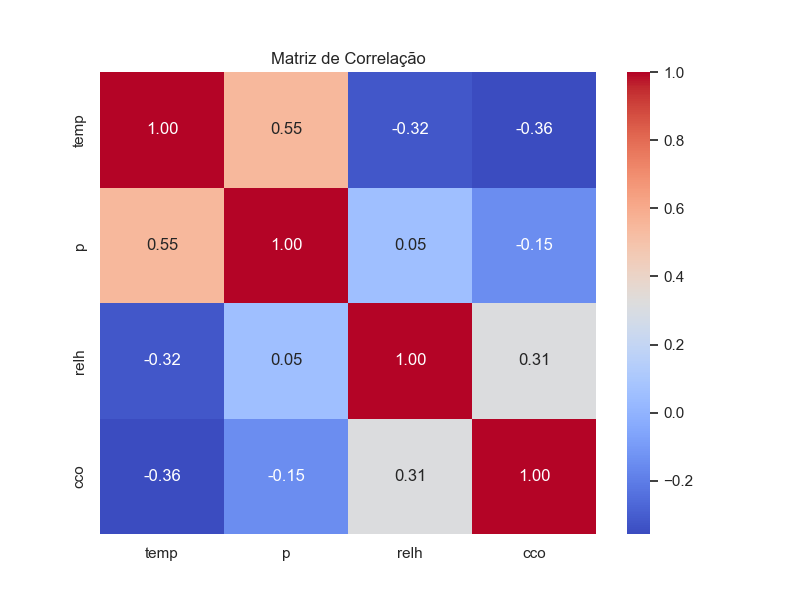 Matriz de Correlação
temp 1.00 0.55 -0.32 -0.36
p 0.55 1.00 0.05 -0.15
relh -0.32 0.05 1.00 0.31
cco -0.36 -0.15 0.31 1.00
temp p relh cco
1.0
0.8
0.6
0.4
0.2
0.0
−0.2